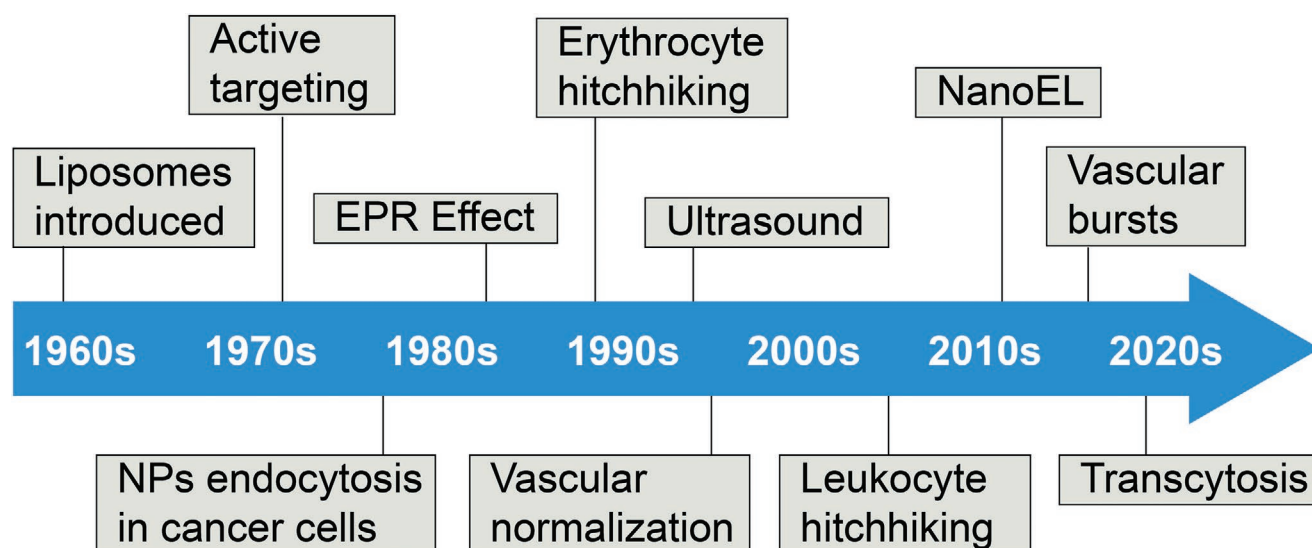 Active
targeting
Erythrocyte
hitchhiking
NanoEL
Liposomes
introduced
EPR Effect
Ultrasound
Vascular
bursts
1960s
1970s
1980s
1990s
2000s
2010s
2020s
NPs endocytosis
in cancer cells
Vascular
normalization
Leukocyte
hitchhiking
Transcytosis